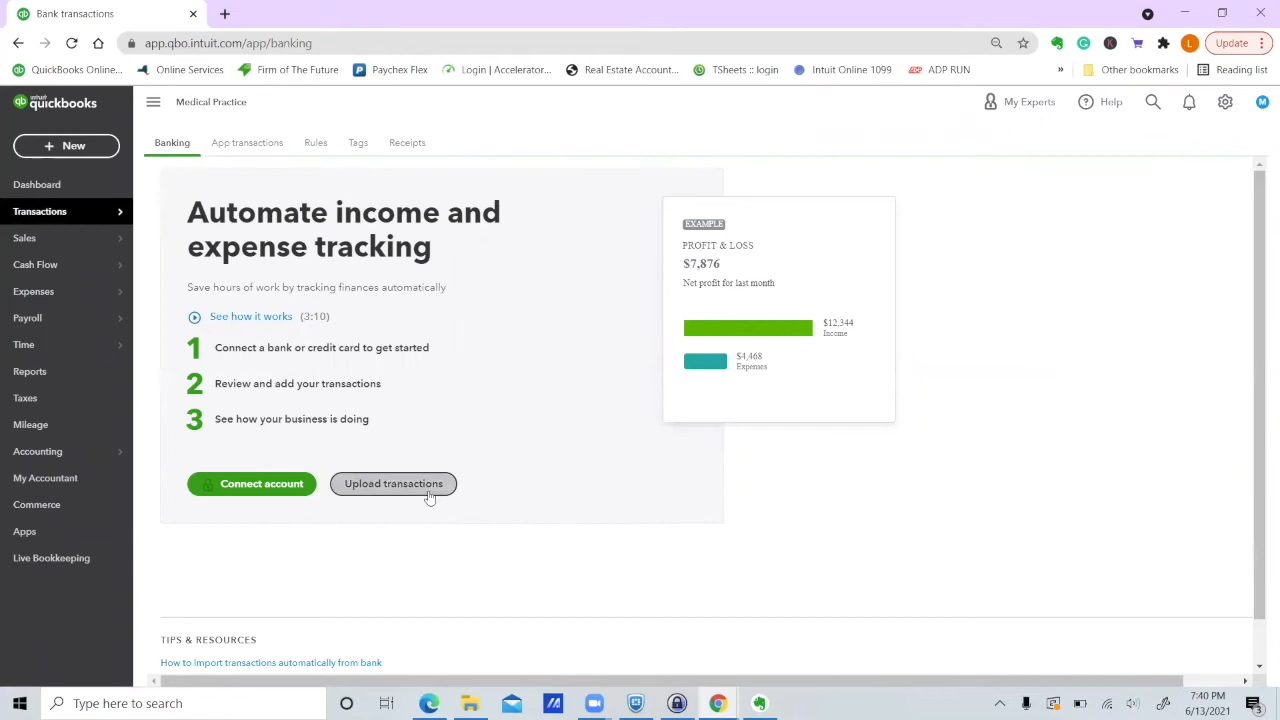 Bank transactions
app.qbo.intuit.com/app/banking
Update
QuickBooks Online...
Online Services
Firm of The Future
Paychex Flex
Login | Accelerator...
Real Estate Account...
TSheets :: login
Intuit Online 1099
ADP RUN
»
Other bookmarks
Reading list
intuit quickbooks
Medical Practice
My Experts
Help
M
+ New
Banking
App transactions
Rules
Tags
Receipts
Dashboard
Transactions
Sales
Cash Flow
Expenses
Payroll
Time
Reports
Taxes
Mileage
Accounting
My Accountant
Commerce
Apps
Live Bookkeeping
Automate income and
expense tracking
Save hours of work by tracking finances automatically
See how it works (3:10)
1 Connect a bank or credit card to get started
2 Review and add your transactions
3 See how your business is doing
Connect account
Upload transactions
EXAMPLE
PROFIT & LOSS
$7,876
Net profit for last month
$12,344
Income
$4,468
Expenses
TIPS & RESOURCES
How to import transactions automatically from bank
Type here to search
7:40 PM
6/13/2021
3